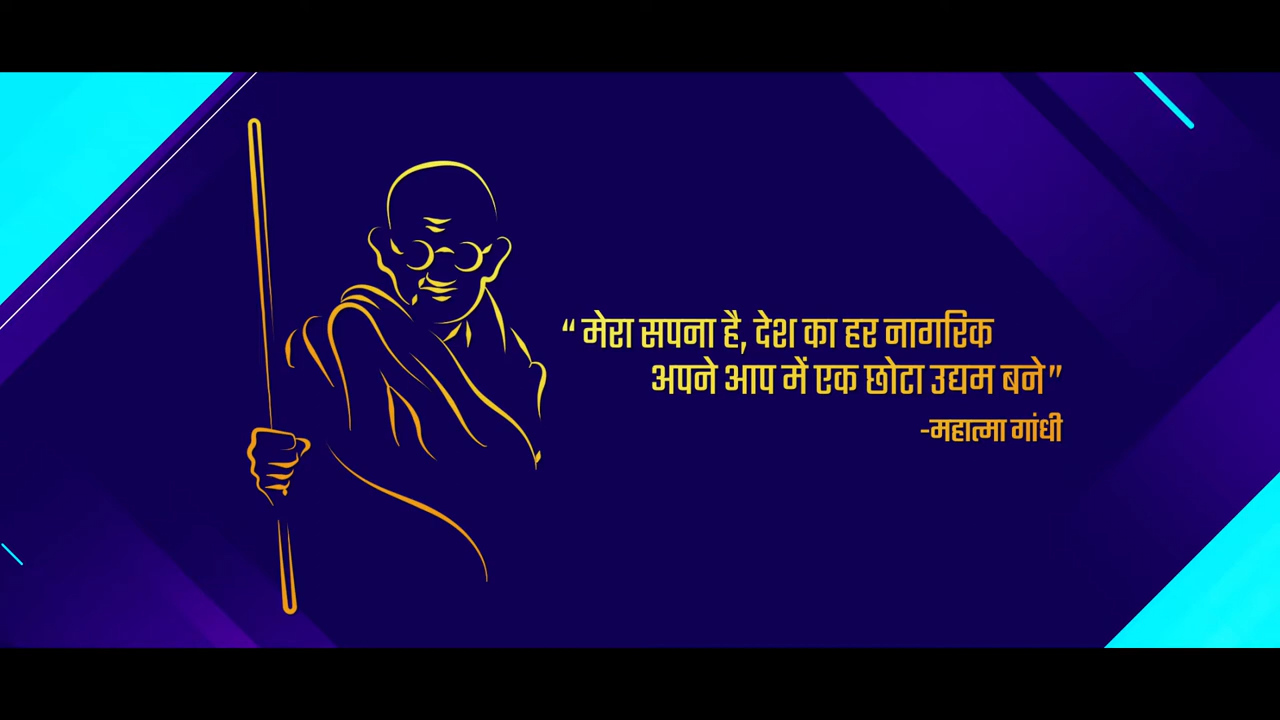 “ मेरा सपना है, देश का हर नागरिक
अपने आप में एक छोटा उद्यम बने”
-महात्मा गांधी